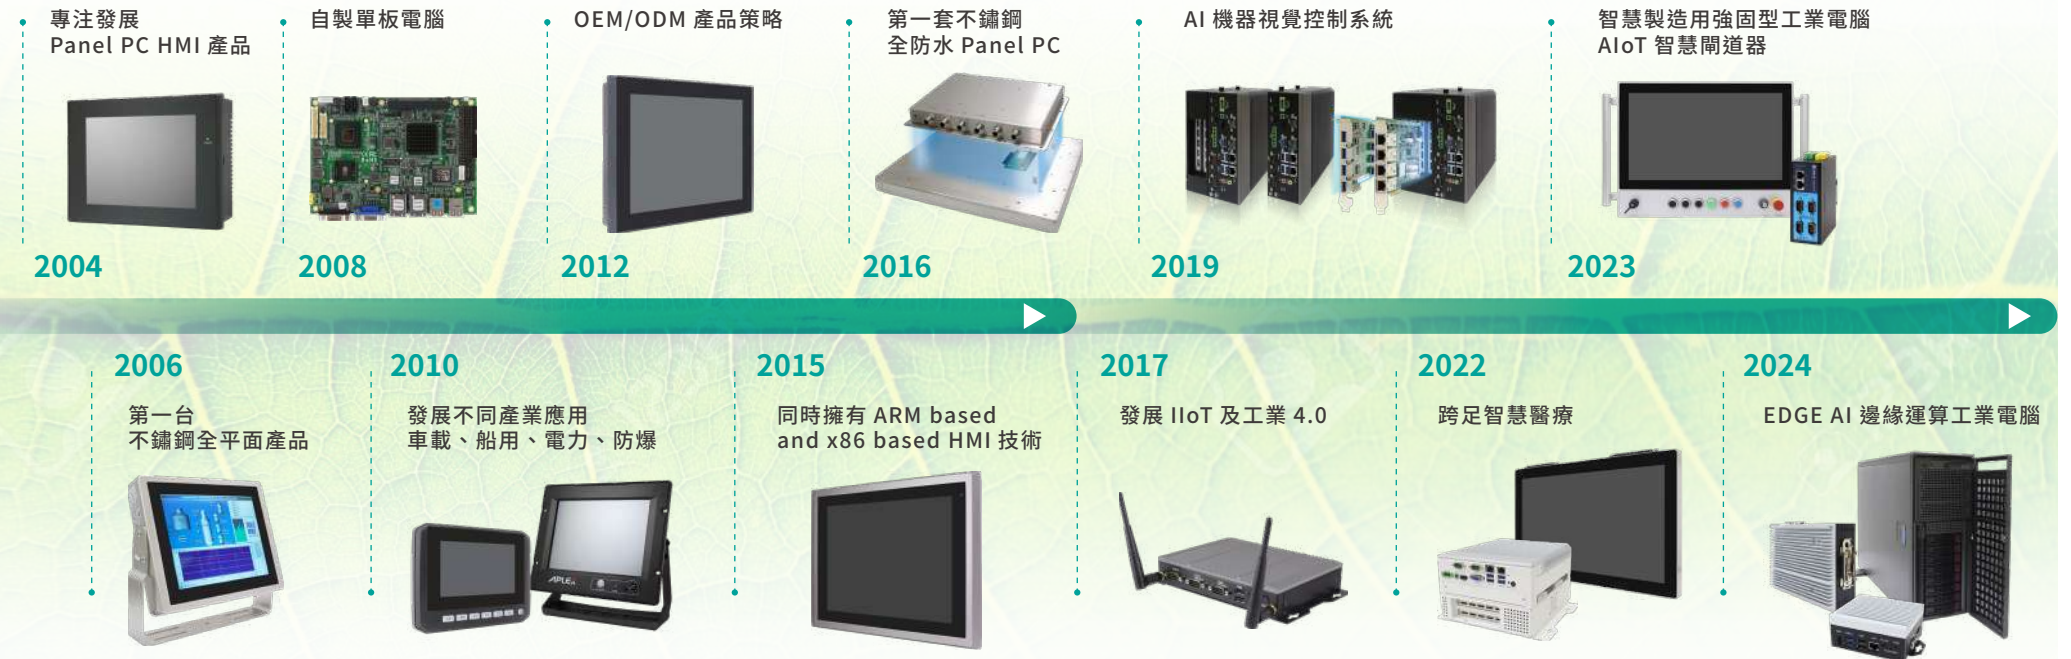 專注發展
Panel PC HMI 產品
2004
自製單板電腦
2008
OEM/ODM 產品策略
2012
第一套不鏽鋼
全防水 Panel PC
2016
AI 機器視覺控制系統
2019
智慧製造用強固型工業電腦
AIoT 智慧閘道器
2023
2006
第一台
不鏽鋼全平面產品
2010
發展不同產業應用
車載、船用、電力、防爆
APLEX
2015
同時擁有 ARM based
and x86 based HMI 技術
2017
發展 IIoT 及工業 4.0
2022
跨足智慧醫療
2024
EDGE AI 邊緣運算工業電腦